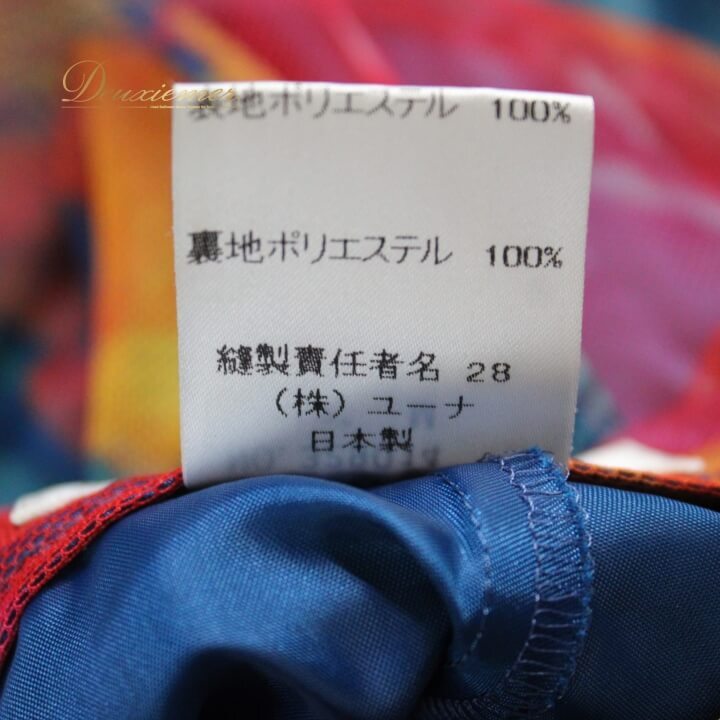 Deuxiemer
裏地ポリエステル 100%
裏地ポリエステル 100%
縫製責任者名 28
(株) ユーナ
日本製